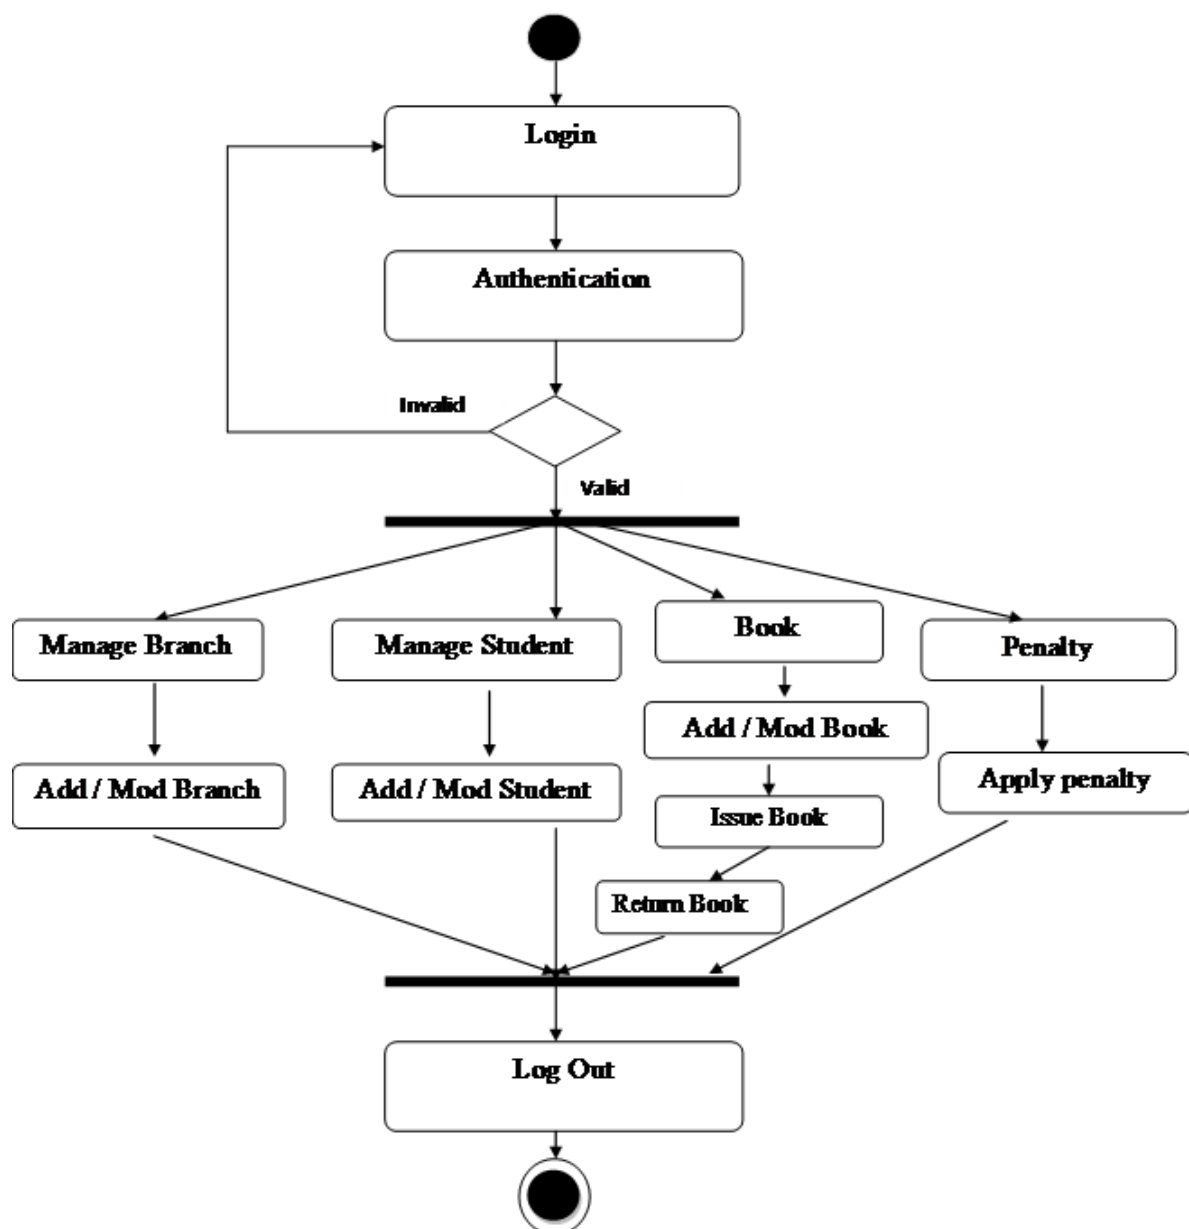 Login
Authentication
Invalid
Valid
Manage Branch
Manage Student
Book
Penalty
Add / Mod Branch
Add / Mod Student
Add / Mod Book
Apply penalty
Issue Book
Return Book
Log Out